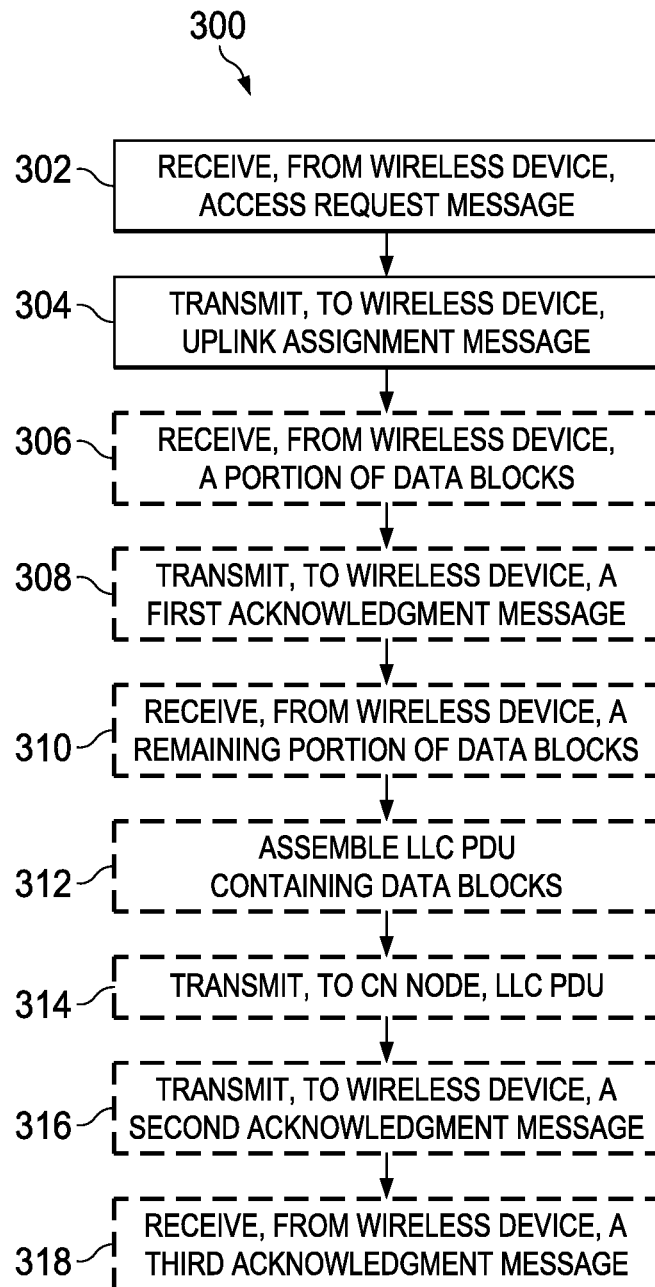 300
302
RECEIVE, FROM WIRELESS DEVICE,
ACCESS REQUEST MESSAGE
304
TRANSMIT, TO WIRELESS DEVICE,
UPLINK ASSIGNMENT MESSAGE
306
RECEIVE, FROM WIRELESS DEVICE,
A PORTION OF DATA BLOCKS
308
TRANSMIT, TO WIRELESS DEVICE, A
FIRST ACKNOWLEDGMENT MESSAGE
310
RECEIVE, FROM WIRELESS DEVICE, A
REMAINING PORTION OF DATA BLOCKS
312
ASSEMBLE LLC PDU
CONTAINING DATA BLOCKS
314
TRANSMIT, TO CN NODE, LLC PDU
316
TRANSMIT, TO WIRELESS DEVICE, A
SECOND ACKNOWLEDGMENT MESSAGE
318
RECEIVE, FROM WIRELESS DEVICE, A
THIRD ACKNOWLEDGMENT MESSAGE